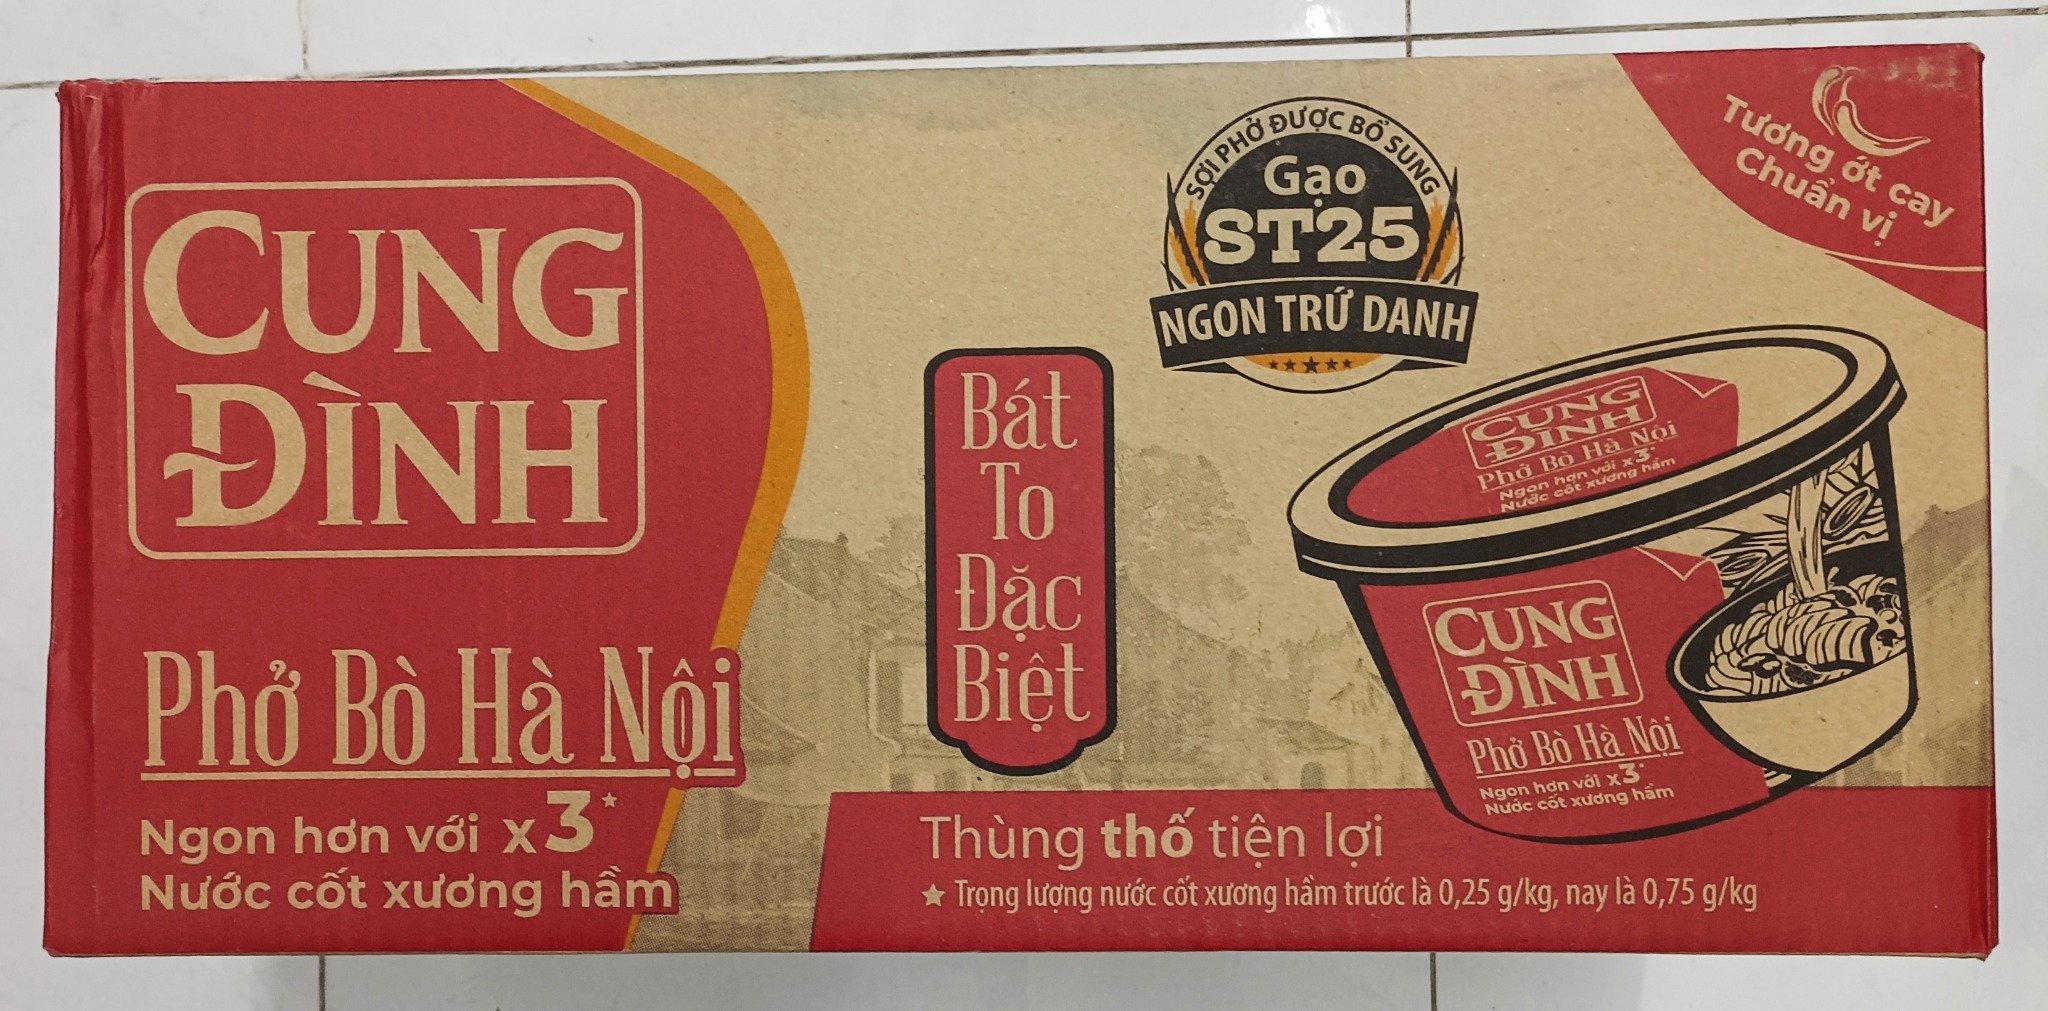 CUNG
ĐÌNH
Phở Bò Hà Nội
Ngon hơn với x3*
Nước cốt xương hầm
Bát
To
Đặc
Biệt
SỢI PHỞ ĐƯỢC BỔ SUNG
Gạo
ST25
NGON TRỨ DANH
Tương ớt cay
Chuẩn vị
CUNG
ĐÌNH
Phở Bò Hà Nội
Ngon hơn với x3*
Nước cốt xương hầm
CUNG
ĐÌNH
Phở Bò Hà Nội
Ngon hơn với x3*
Nước cốt xương hầm
Thùng thố tiện lợi
★ Trọng lượng nước cốt xương hầm trước là 0,25 g/kg, nay là 0,75 g/kg